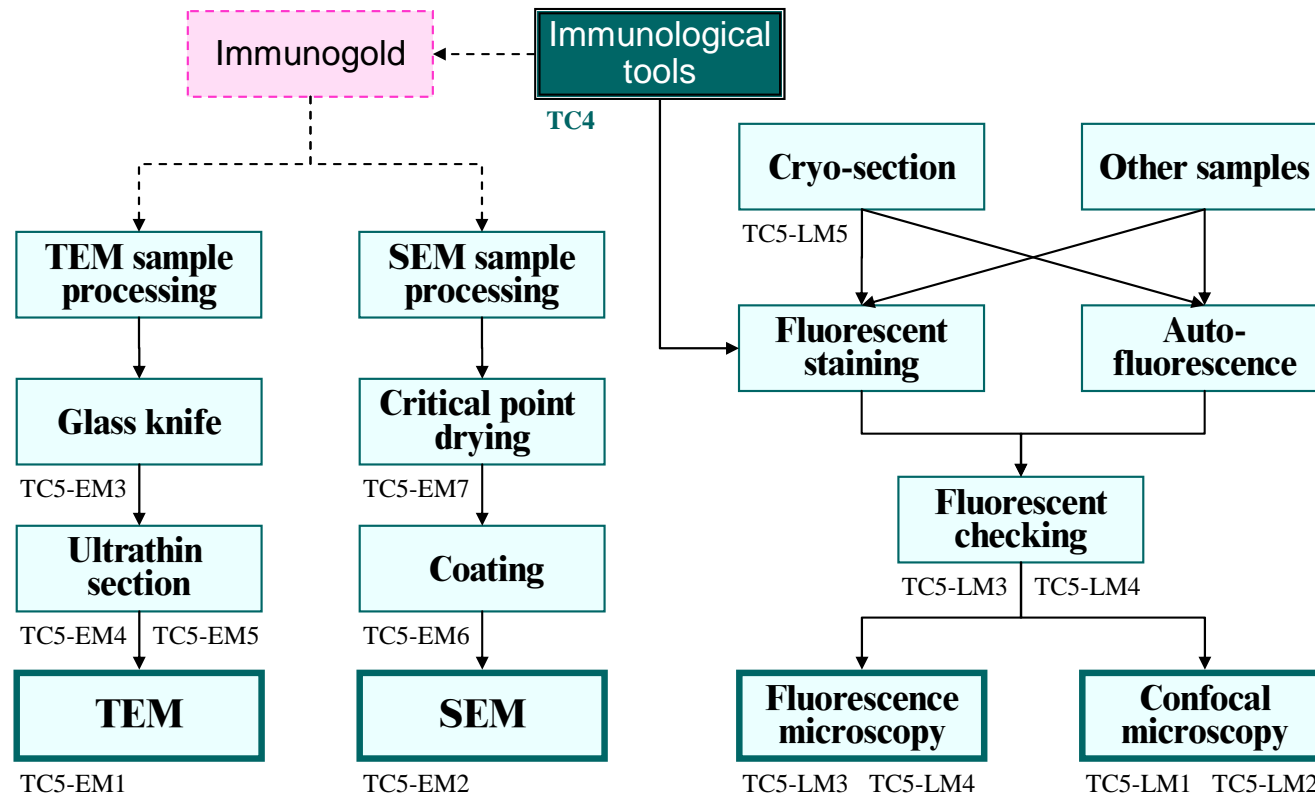 Immunogold
Immunological
tools
TC4
Cryo-section
Other samples
TC5-LM5
TEM sample
processing
SEM sample
processing
Fluorescent
staining
Auto-
fluorescence
Glass knife
Critical point
drying
TC5-EM3
TC5-EM7
Fluorescent
checking
Ultrathin
section
Coating
TC5-LM3 TC5-LM4
TC5-EM4 TC5-EM5
TC5-EM6
TEM
SEM
Fluorescence
microscopy
Confocal
microscopy
TC5-EM1
TC5-EM2
TC5-LM3 TC5-LM4
TC5-LM1 TC5-LM2